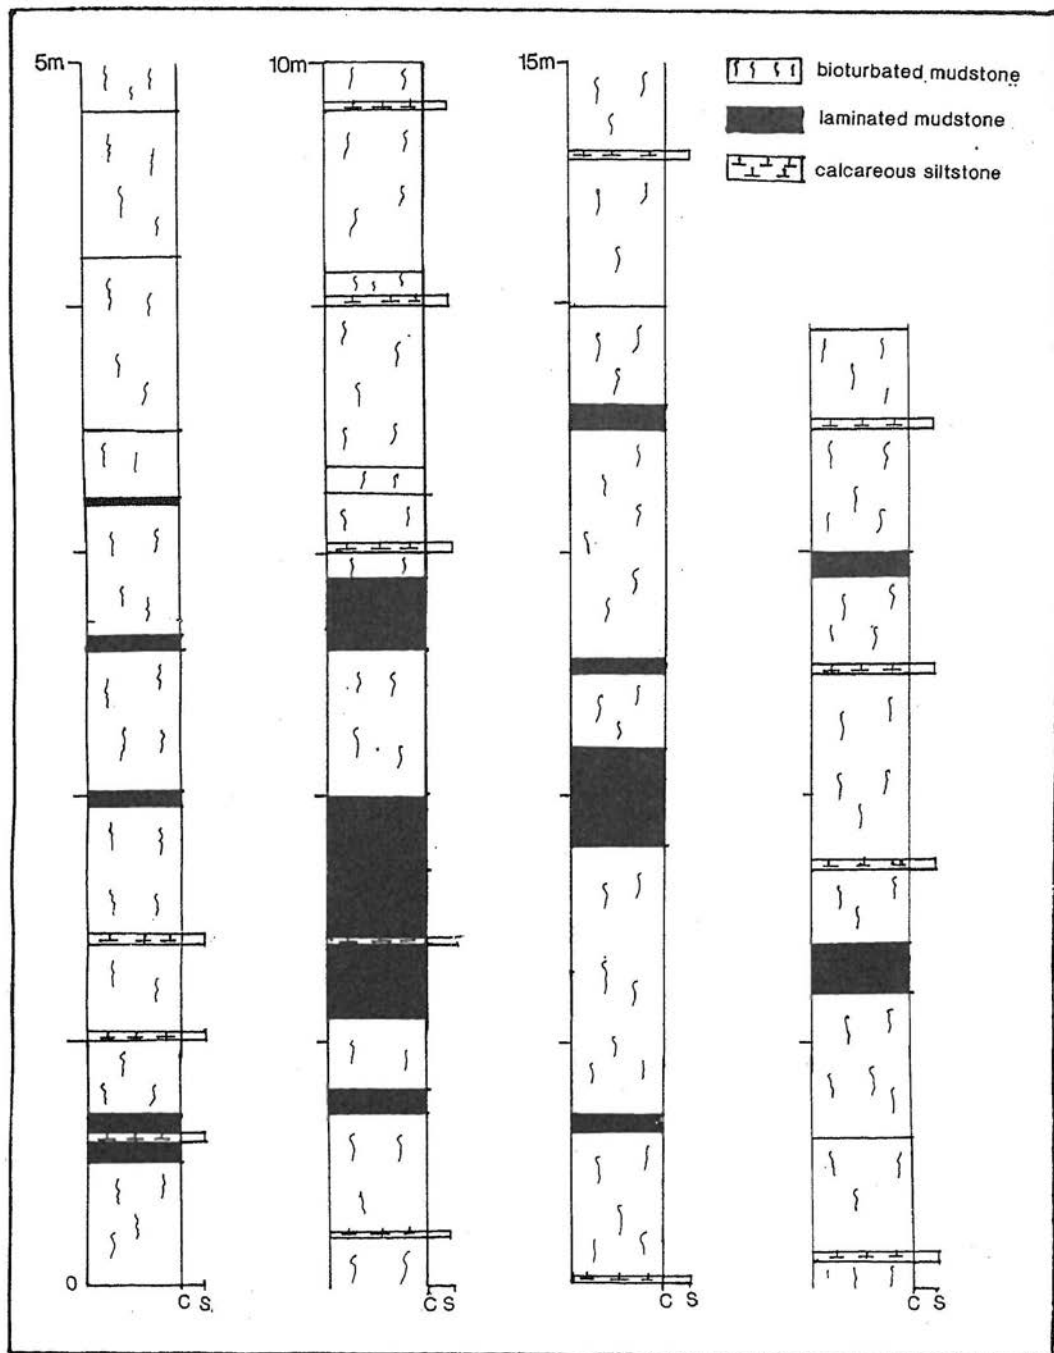 5m
10m
15m
bioturbated mudstone
laminated mudstone
calcareous siltstone
0
C S
C S
C S
C S